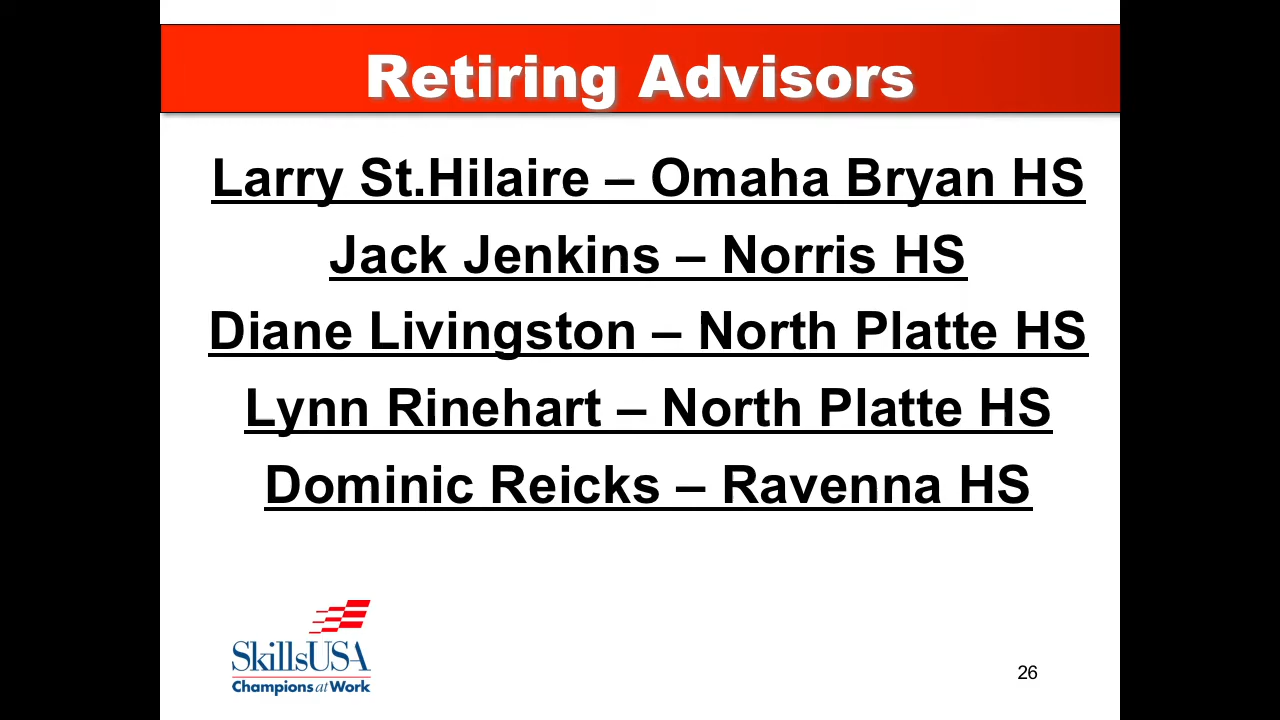 Retiring Advisors
Larry St.Hilaire – Omaha Bryan HS
Jack Jenkins – Norris HS
Diane Livingston – North Platte HS
Lynn Rinehart – North Platte HS
Dominic Reicks – Ravenna HS
SkillsUSA
Champions at Work
26